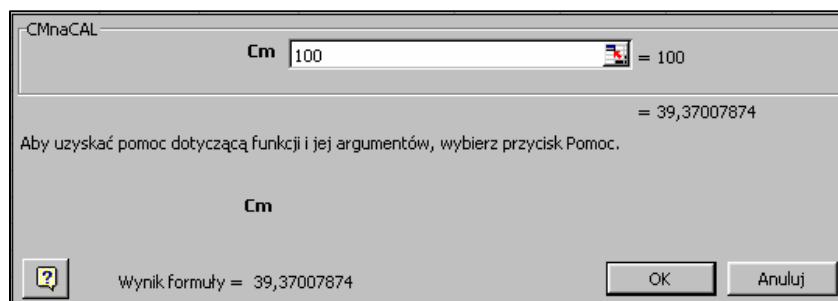 CMnaCAL
Cm 100 = 100
= 39,37007874
Aby uzyskać pomoc dotyczącą funkcji i jej argumentów, wybierz przycisk Pomoc.
Cm
? Wynik formuły = 39,37007874 OK Anuluj